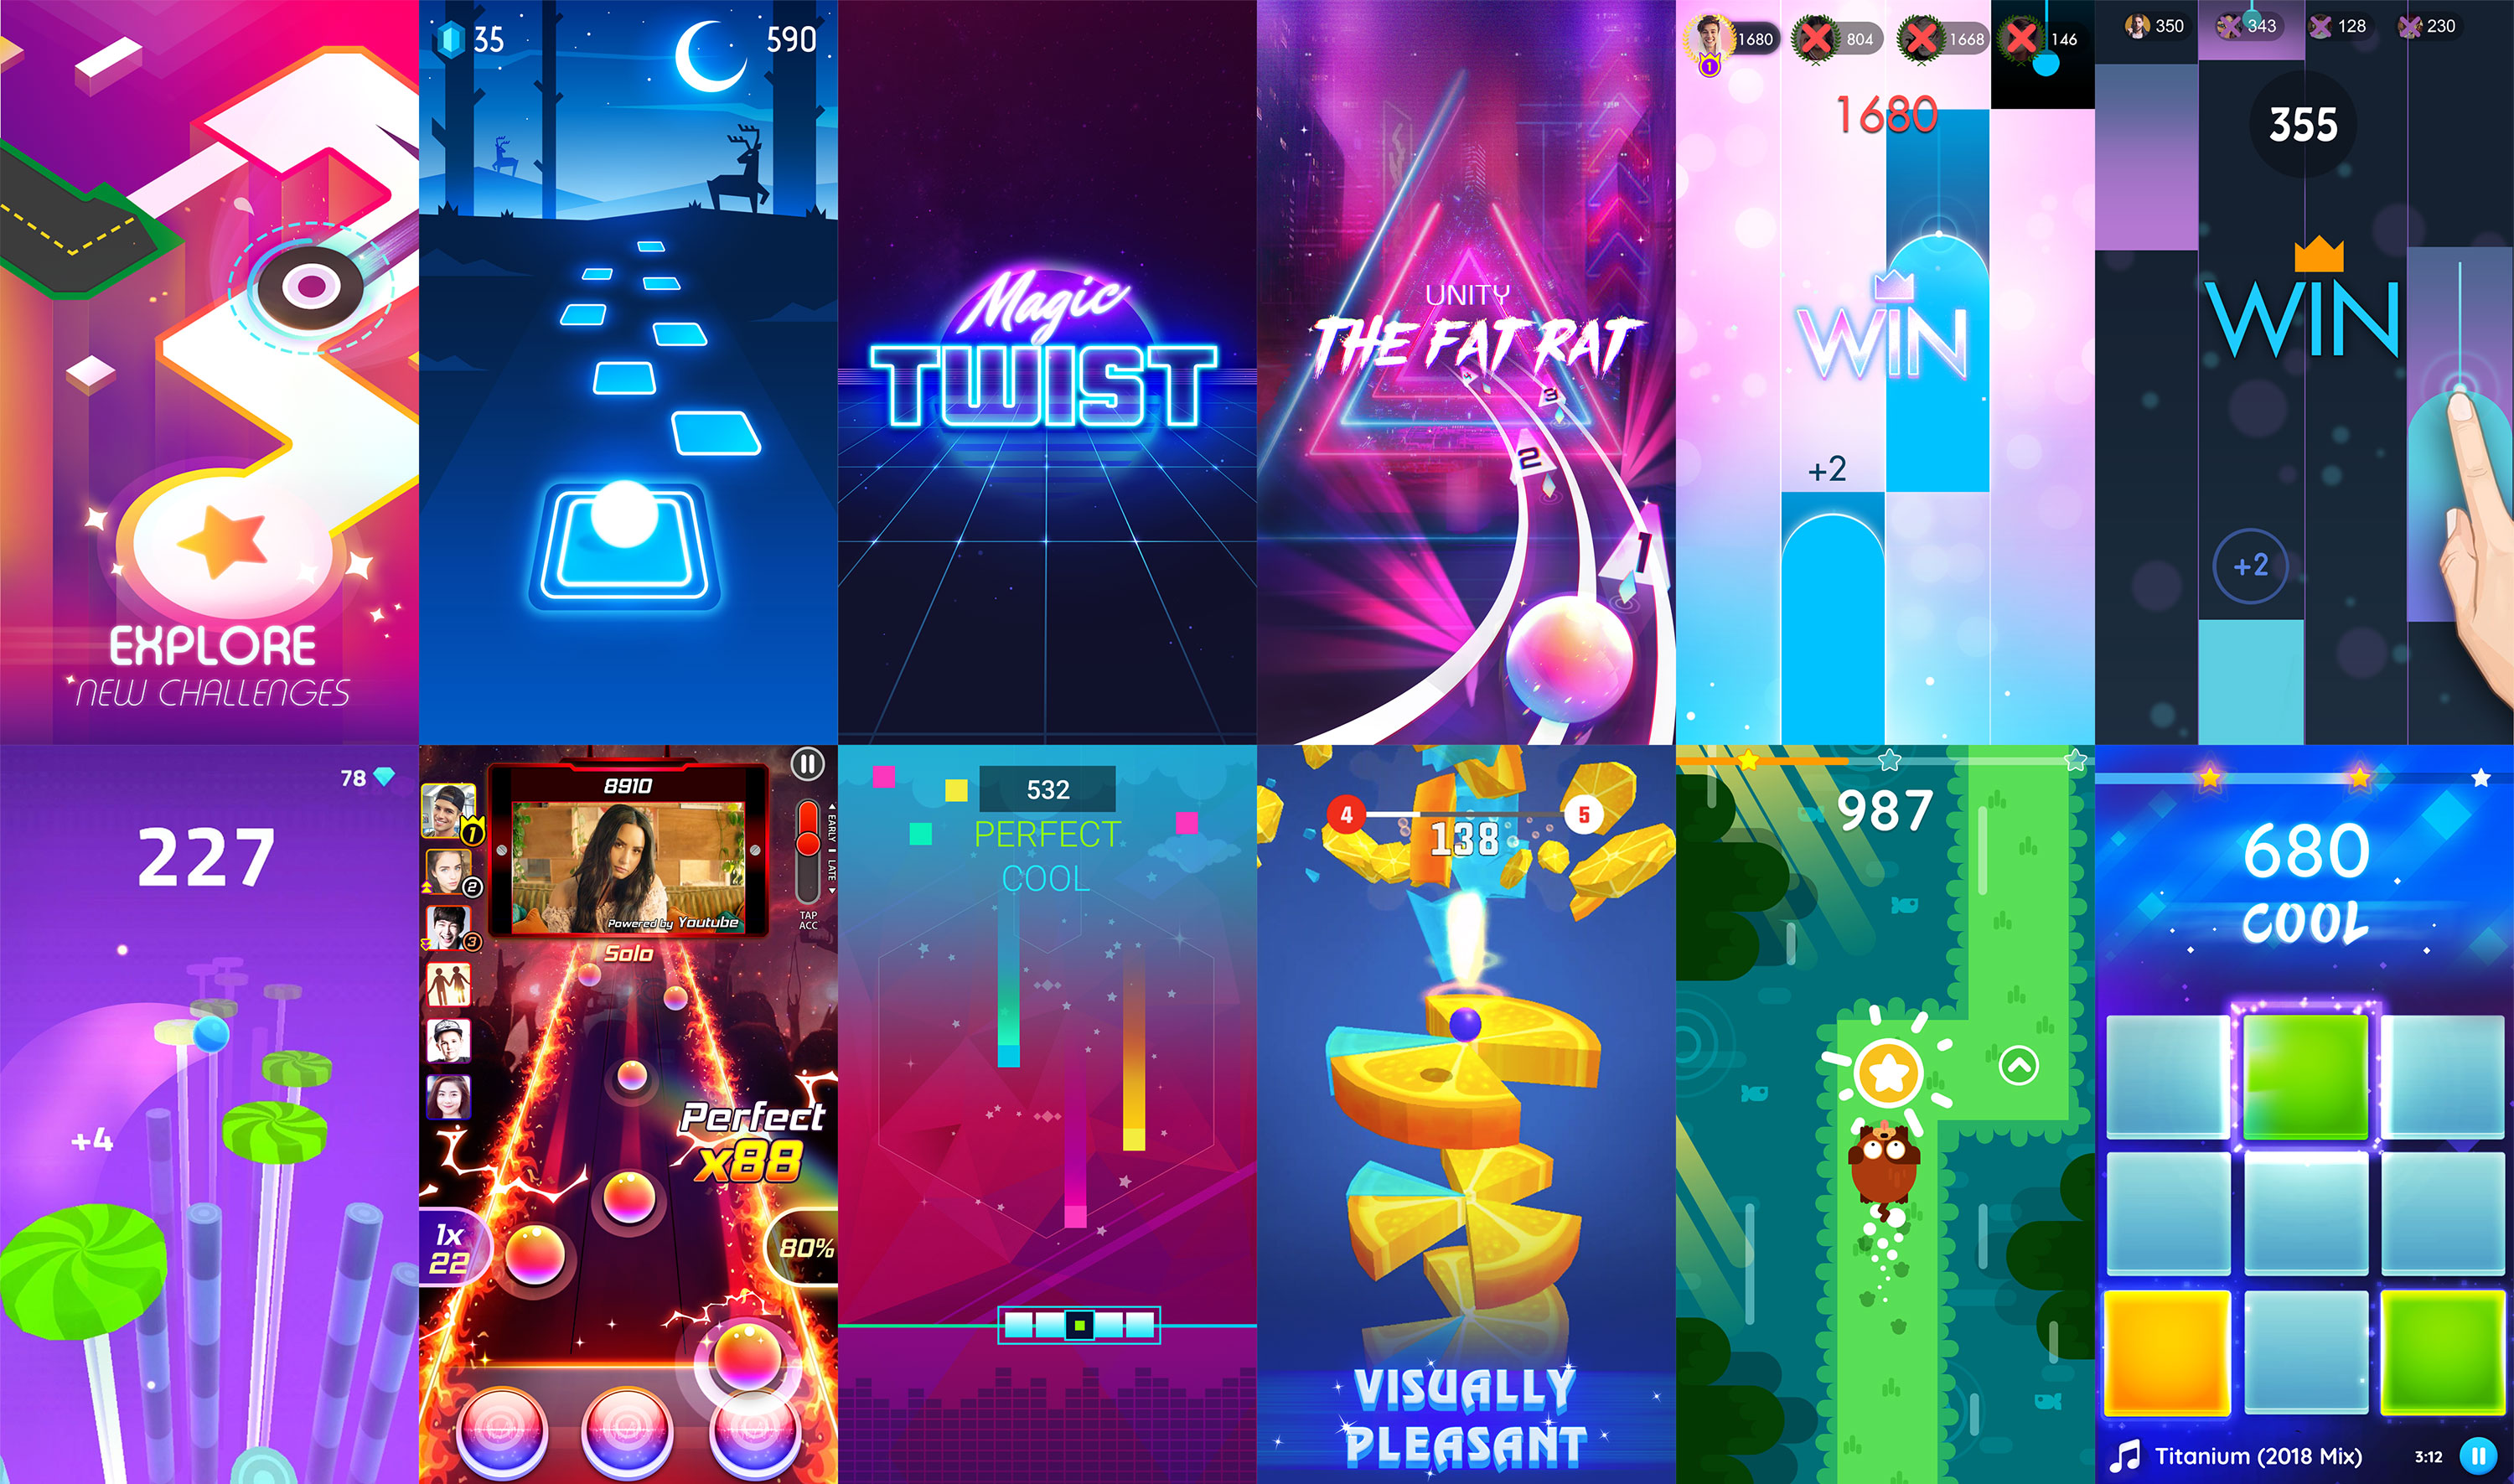 EXPLORE
NEW CHALLENGES
35
590
Magic
TWIST
UNITY
THE FAT RAT
3
2
1
1680
804
1668
146
1
1680
WIN
+2
350
343
128
230
355
WIN
+2
78
227
+4
8910
Powered by Youtube
Solo
1
2
3
EARLY
LATE
TAP
ACC
Perfect
x88
1x
22
80%
532
PERFECT
COOL
4
5
138
VISUALLY
PLEASANT
987
680
COOL
Titanium (2018 Mix)
3:12